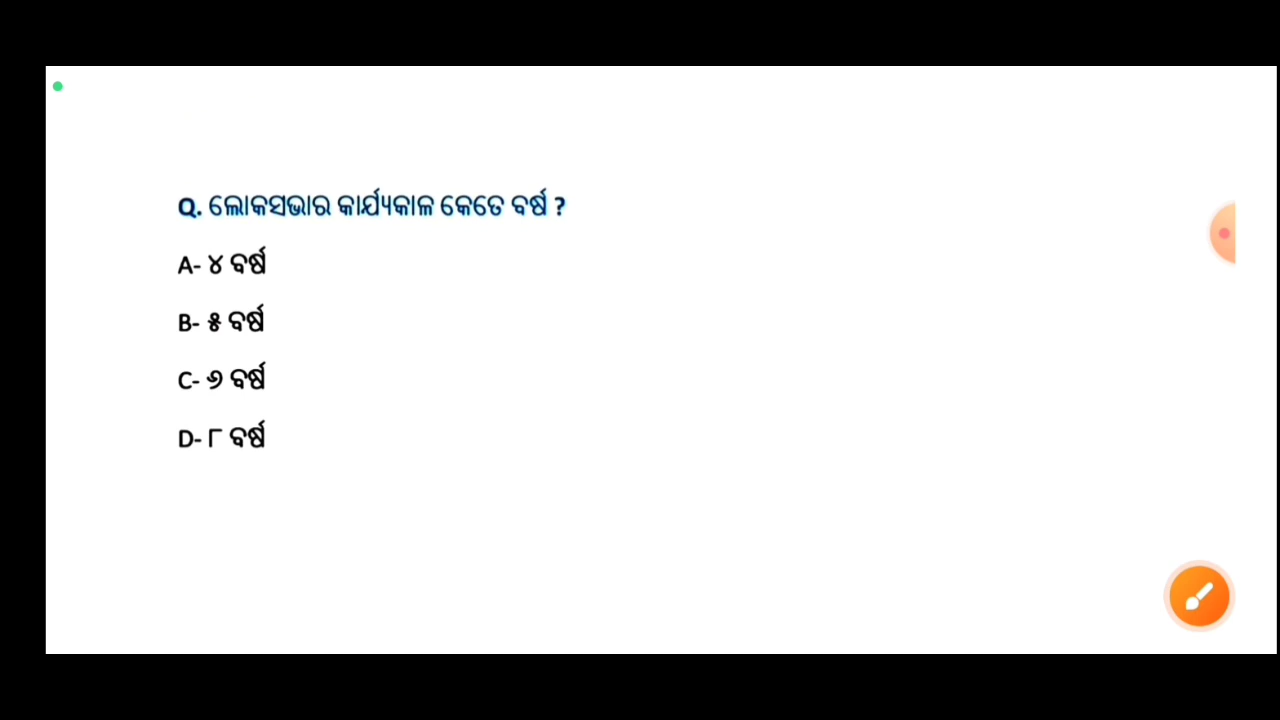 Q. ଲୋକସଭାର କାର୍ଯ୍ୟକାଳ କେତେ ବର୍ଷ ?
A- ୪ ବର୍ଷ
B- ୫ ବର୍ଷ
C- ୬ ବର୍ଷ
D- ୮ ବର୍ଷ